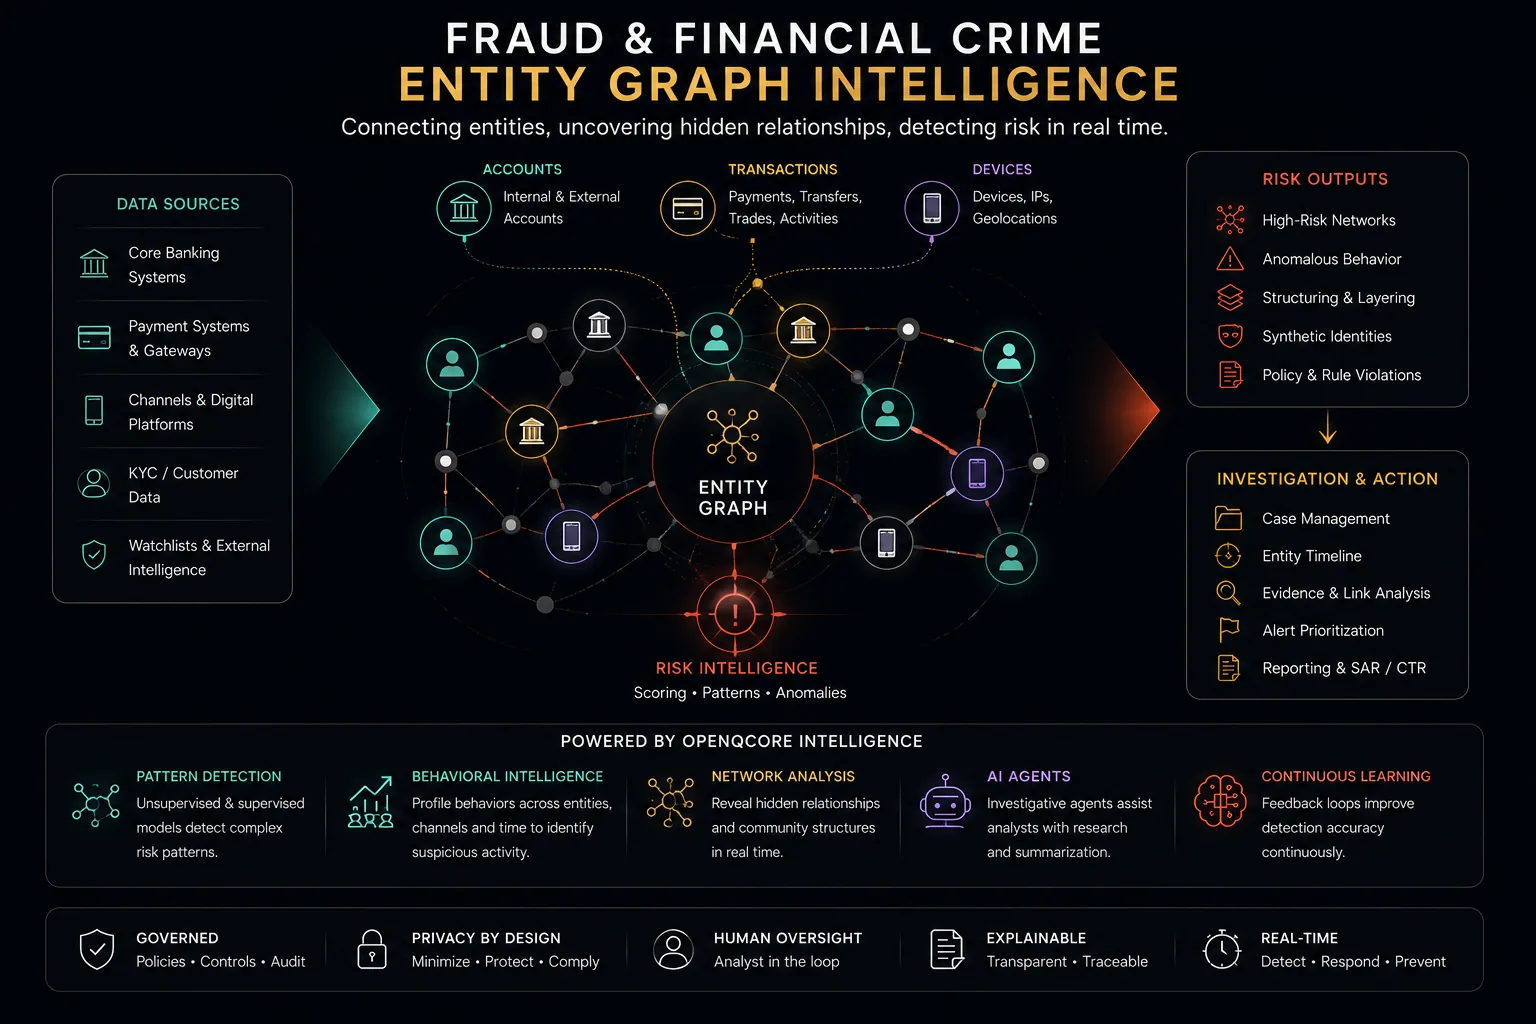 FRAUD & FINANCIAL CRIME
ENTITY GRAPH INTELLIGENCE
Connecting entities, uncovering hidden relationships, detecting risk in real time.
DATA SOURCES
Core Banking
Systems
Payment Systems
& Gateways
Channels & Digital
Platforms
KYC / Customer
Data
Watchlists & External
Intelligence
ACCOUNTS
Internal & External
Accounts
TRANSACTIONS
Payments, Transfers,
Trades, Activities
DEVICES
Devices, IPs,
Geolocations
ENTITY
GRAPH
!
RISK INTELLIGENCE
Scoring • Patterns • Anomalies
RISK OUTPUTS
High-Risk Networks
Anomalous Behavior
Structuring & Layering
Synthetic Identities
Policy & Rule Violations
INVESTIGATION & ACTION
Case Management
Entity Timeline
Evidence & Link Analysis
Alert Prioritization
Reporting & SAR / CTR
POWERED BY OPENQCORE INTELLIGENCE
PATTERN DETECTION
Unsupervised & supervised
models detect complex
risk patterns.
BEHAVIORAL INTELLIGENCE
Profile behaviors across entities,
channels and time to identify
suspicious activity.
NETWORK ANALYSIS
Reveal hidden relationships
and community structures
in real time.
AI AGENTS
Investigative agents assist
analysts with research
and summarization.
CONTINUOUS LEARNING
Feedback loops improve
detection accuracy
continuously.
GOVERNED
Policies • Controls • Audit
PRIVACY BY DESIGN
Minimize • Protect • Comply
HUMAN OVERSIGHT
Analyst in the loop
EXPLAINABLE
Transparent • Traceable
REAL-TIME
Detect • Respond • Prevent